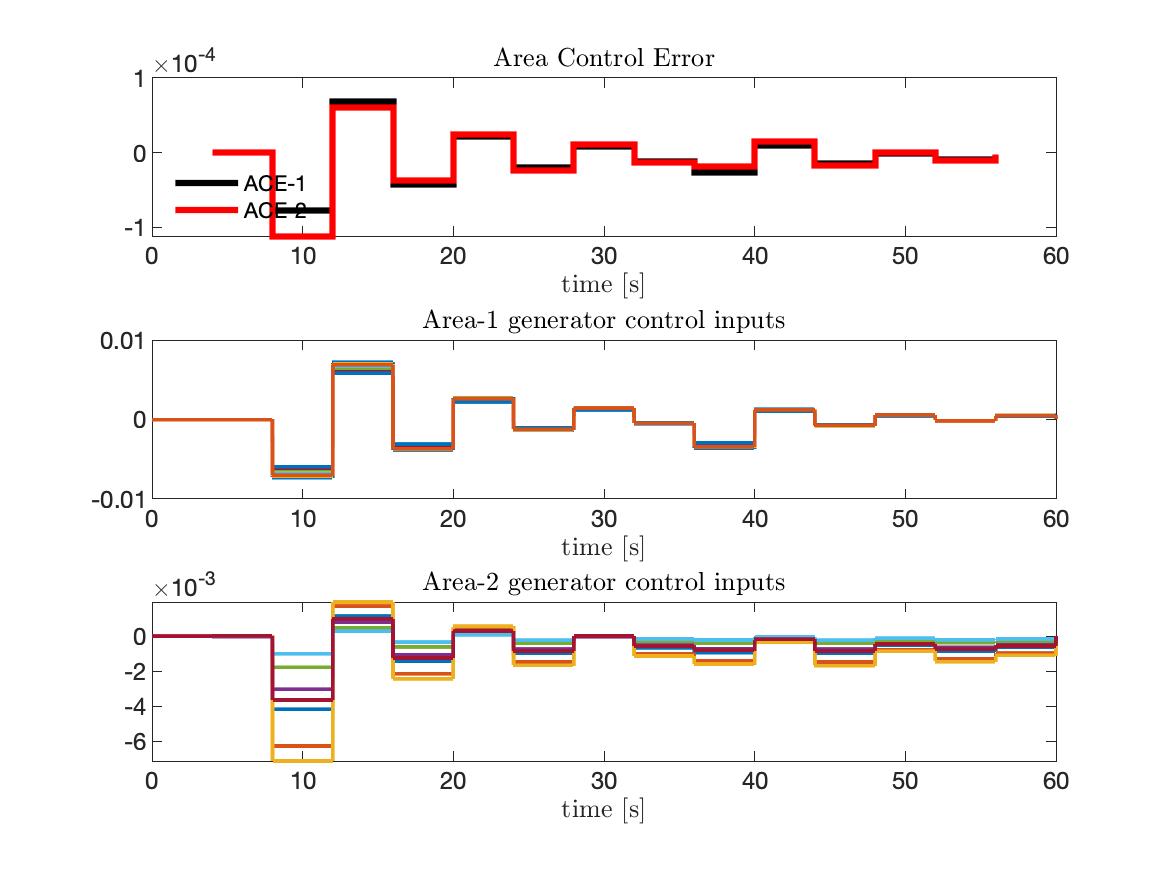 Area Control Error
×10-4
1
0
-1
ACE-1
ACE-2
0 10 20 30 40 50 60
time [s]
Area-1 generator control inputs
0.01
0
-0.01
0 10 20 30 40 50 60
time [s]
Area-2 generator control inputs
×10-3
0
-2
-4
-6
0 10 20 30 40 50 60
time [s]